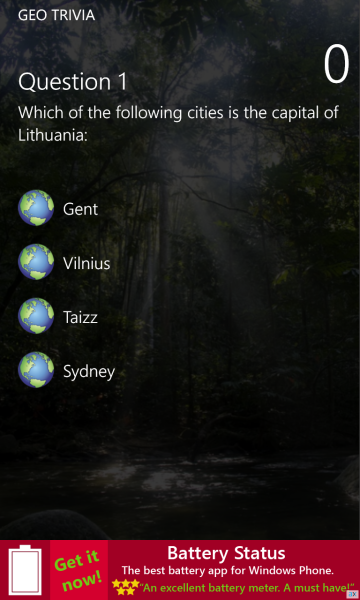 GEO TRIVIA
0
Question 1
Which of the following cities is the capital of
Lithuania:
Gent
Vilnius
Taizz
Sydney
Get it
now!
Battery Status
The best battery app for Windows Phone.
"An excellent battery meter. A must have!"